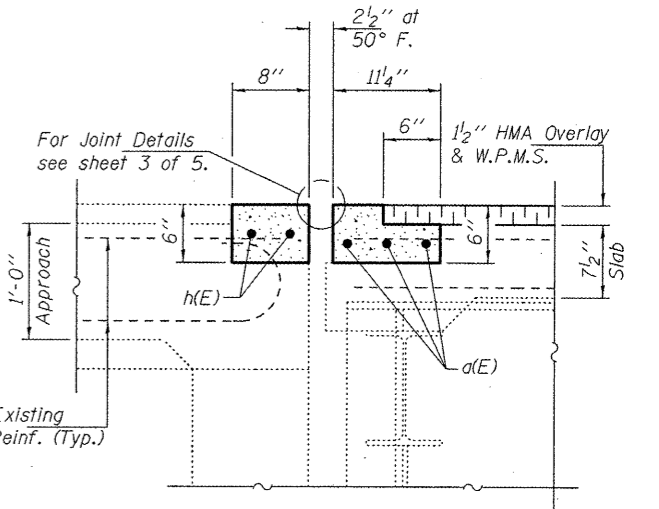 2½" at
50° F.
8"
11¼"
6"
1½" HMA Overlay
& W.P.M.S.
For Joint Details
see sheet 3 of 5.
6"
6"
1'-0"
Approach
7½"
Slab
h(E)
a(E)
Existing
Reinf. (Typ.)